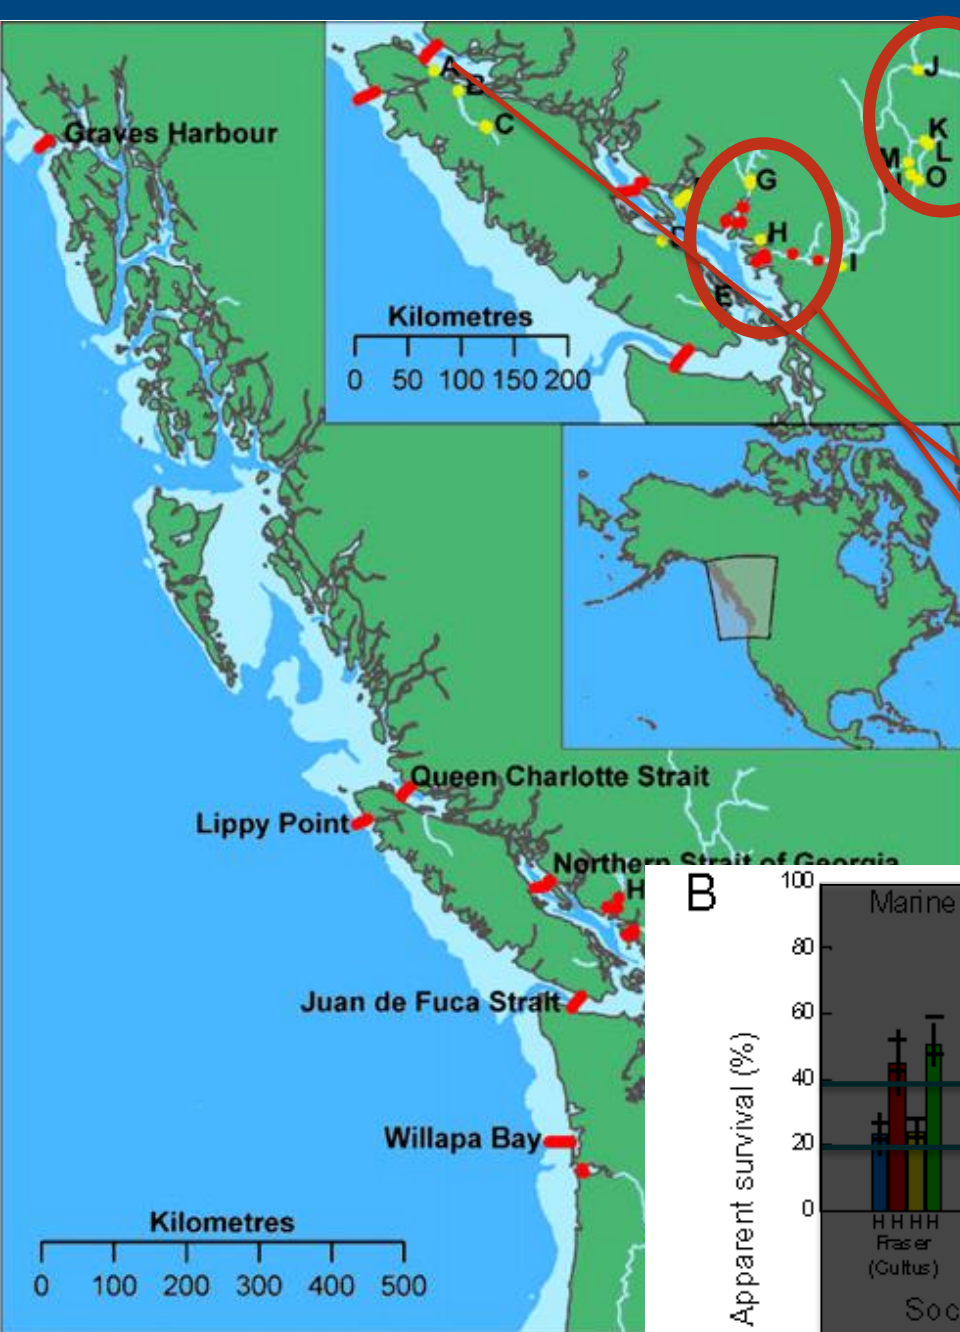 Graves Harbour
A
B
C
G
H
I
J
K
L
M
O
E
Kilometres
0 50 100 150 200
Queen Charlotte Strait
Lippy Point
Northern Strait of Georgia
H
Juan de Fuca Strait
Willapa Bay
Kilometres
0 100 200 300 400 500
B
Marine
Apparent survival (%)
100
80
60
40
20
0
H H H H
Fraser
(Cultus)
Soc